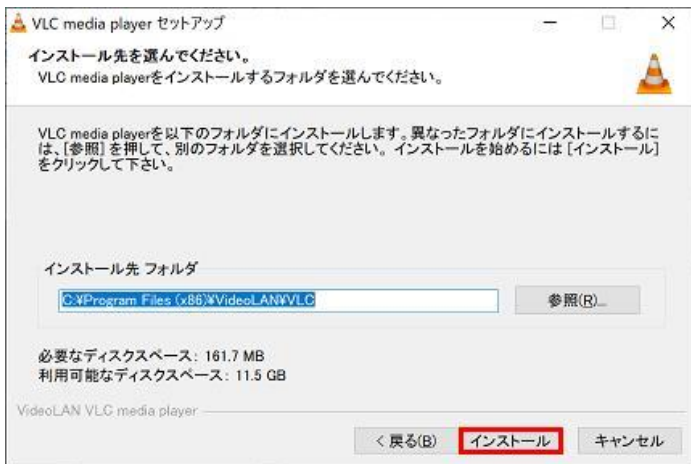 VLC media player セットアップ
インストール先を選んでください。
VLC media playerをインストールするフォルダを選んでください。
VLC media playerを以下のフォルダにインストールします。異なったフォルダにインストールするに
は、[参照] を押して、別のフォルダを選択してください。 インストールを始めるには [インストール]
をクリックして下さい。
インストール先 フォルダ
C:¥Program Files (x86)¥VideoLAN¥VLC
参照(R)...
必要なディスクスペース: 161.7 MB
利用可能なディスクスペース: 11.5 GB
VideoLAN VLC media player
< 戻る(B) インストール キャンセル